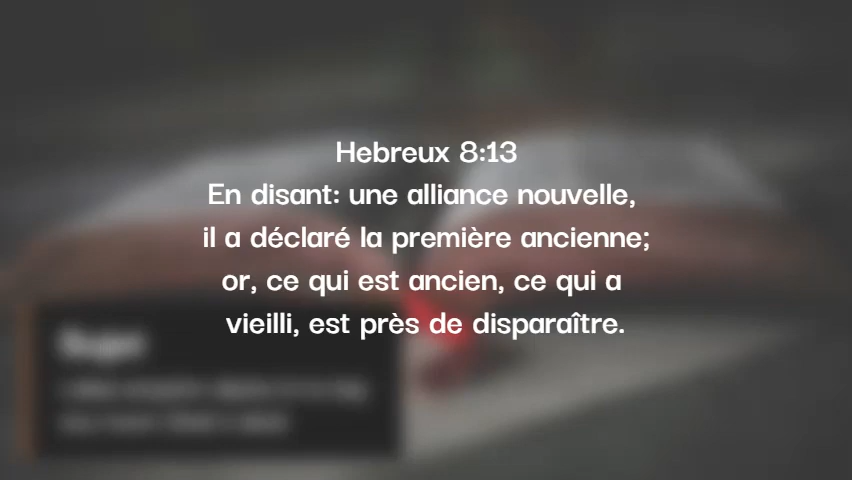 Hebreux 8:13
En disant: une alliance nouvelle,
il a déclaré la première ancienne;
or, ce qui est ancien, ce qui a
vieilli, est près de disparaître.